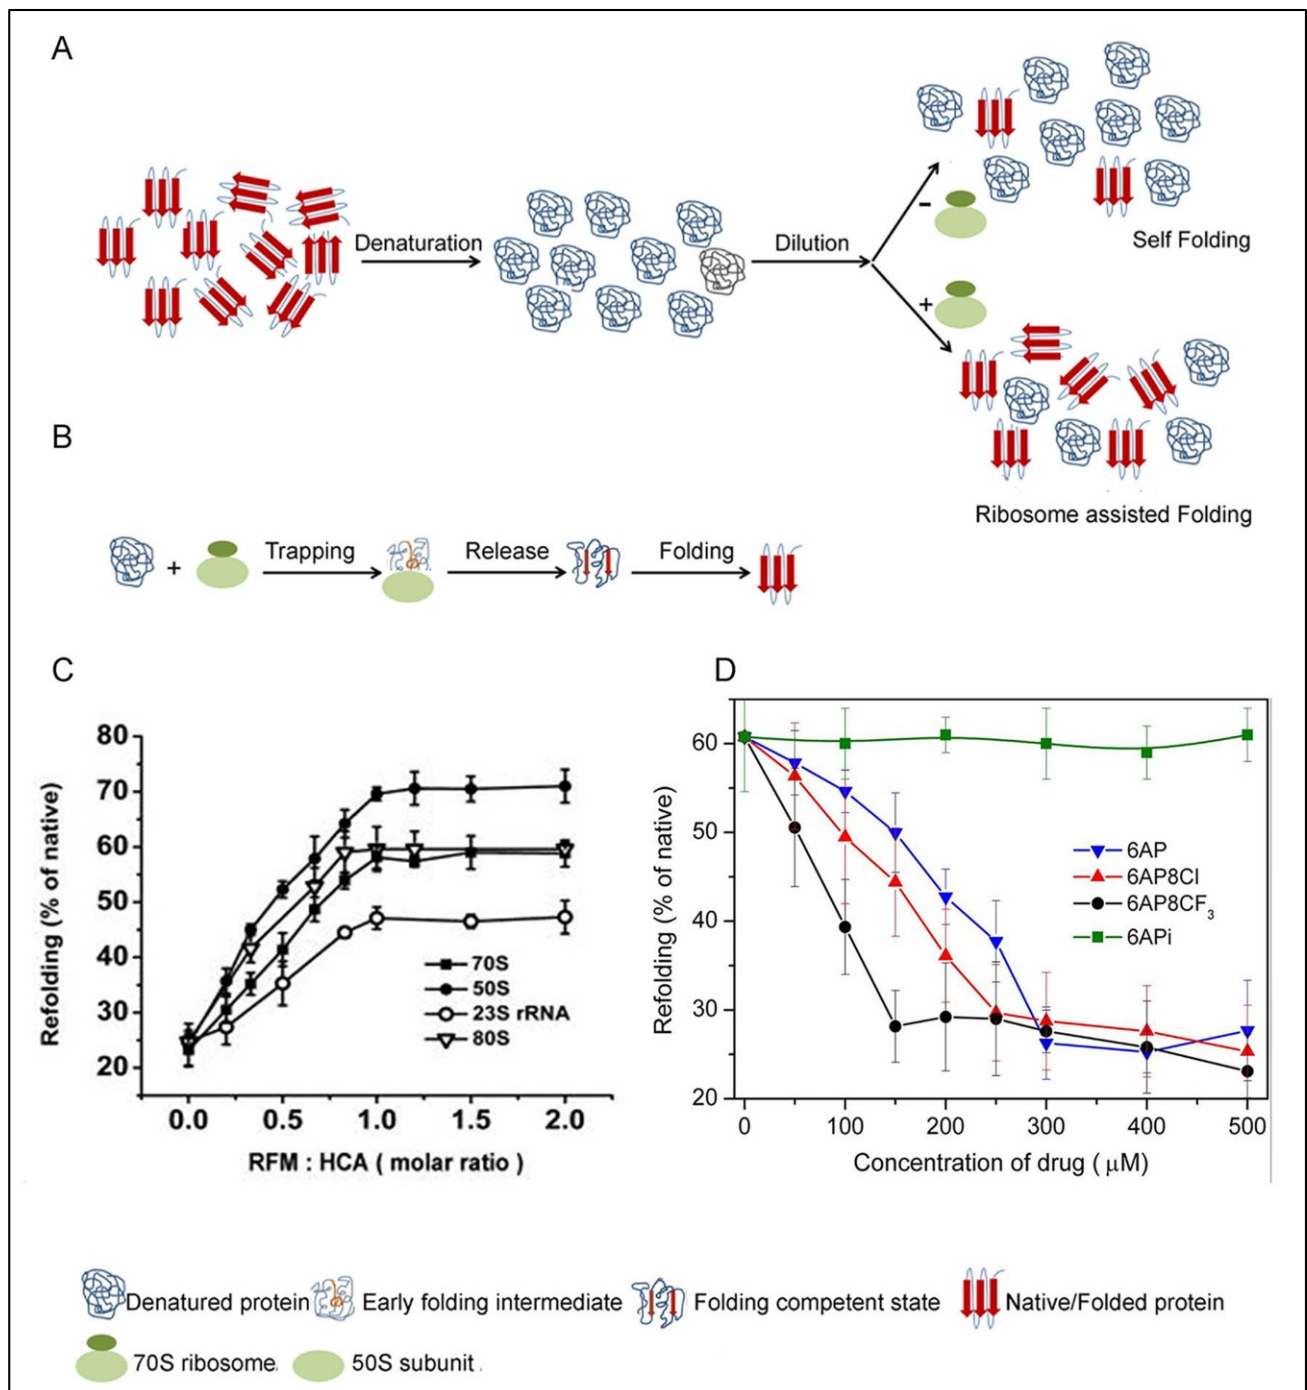 A
Denaturation
Dilution
-
+
Self Folding
Ribosome assisted Folding
B
+
Trapping
Release
Folding
C
80
70
60
50
40
30
20
Refolding (% of native)
70S
50S
23S rRNA
80S
0.0 0.5 1.0 1.5 2.0
RFM : HCA ( molar ratio )
D
60
50
40
30
20
Refolding (% of native)
6AP
6AP8Cl
6AP8CF₃
6APi
0 100 200 300 400 500
Concentration of drug ( μM)
Denatured protein Early folding intermediate Folding competent state Native/Folded protein
70S ribosome. 50S subunit .